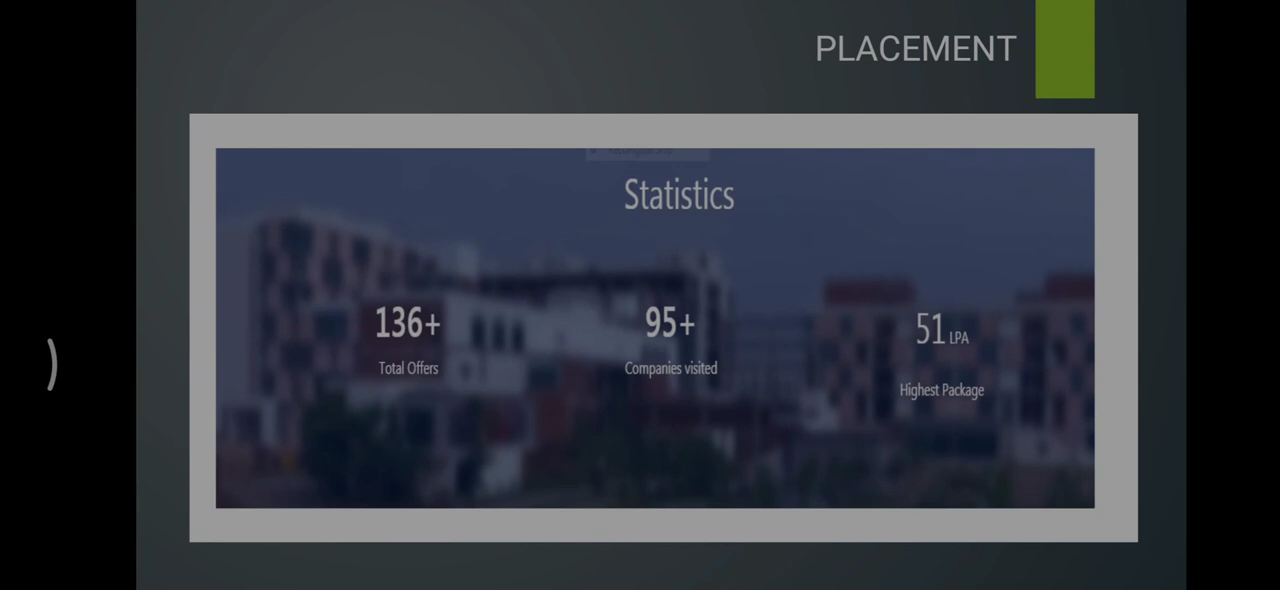 PLACEMENT
Statistics
136+
Total Offers
95+
Companies visited
51 LPA
Highest Package